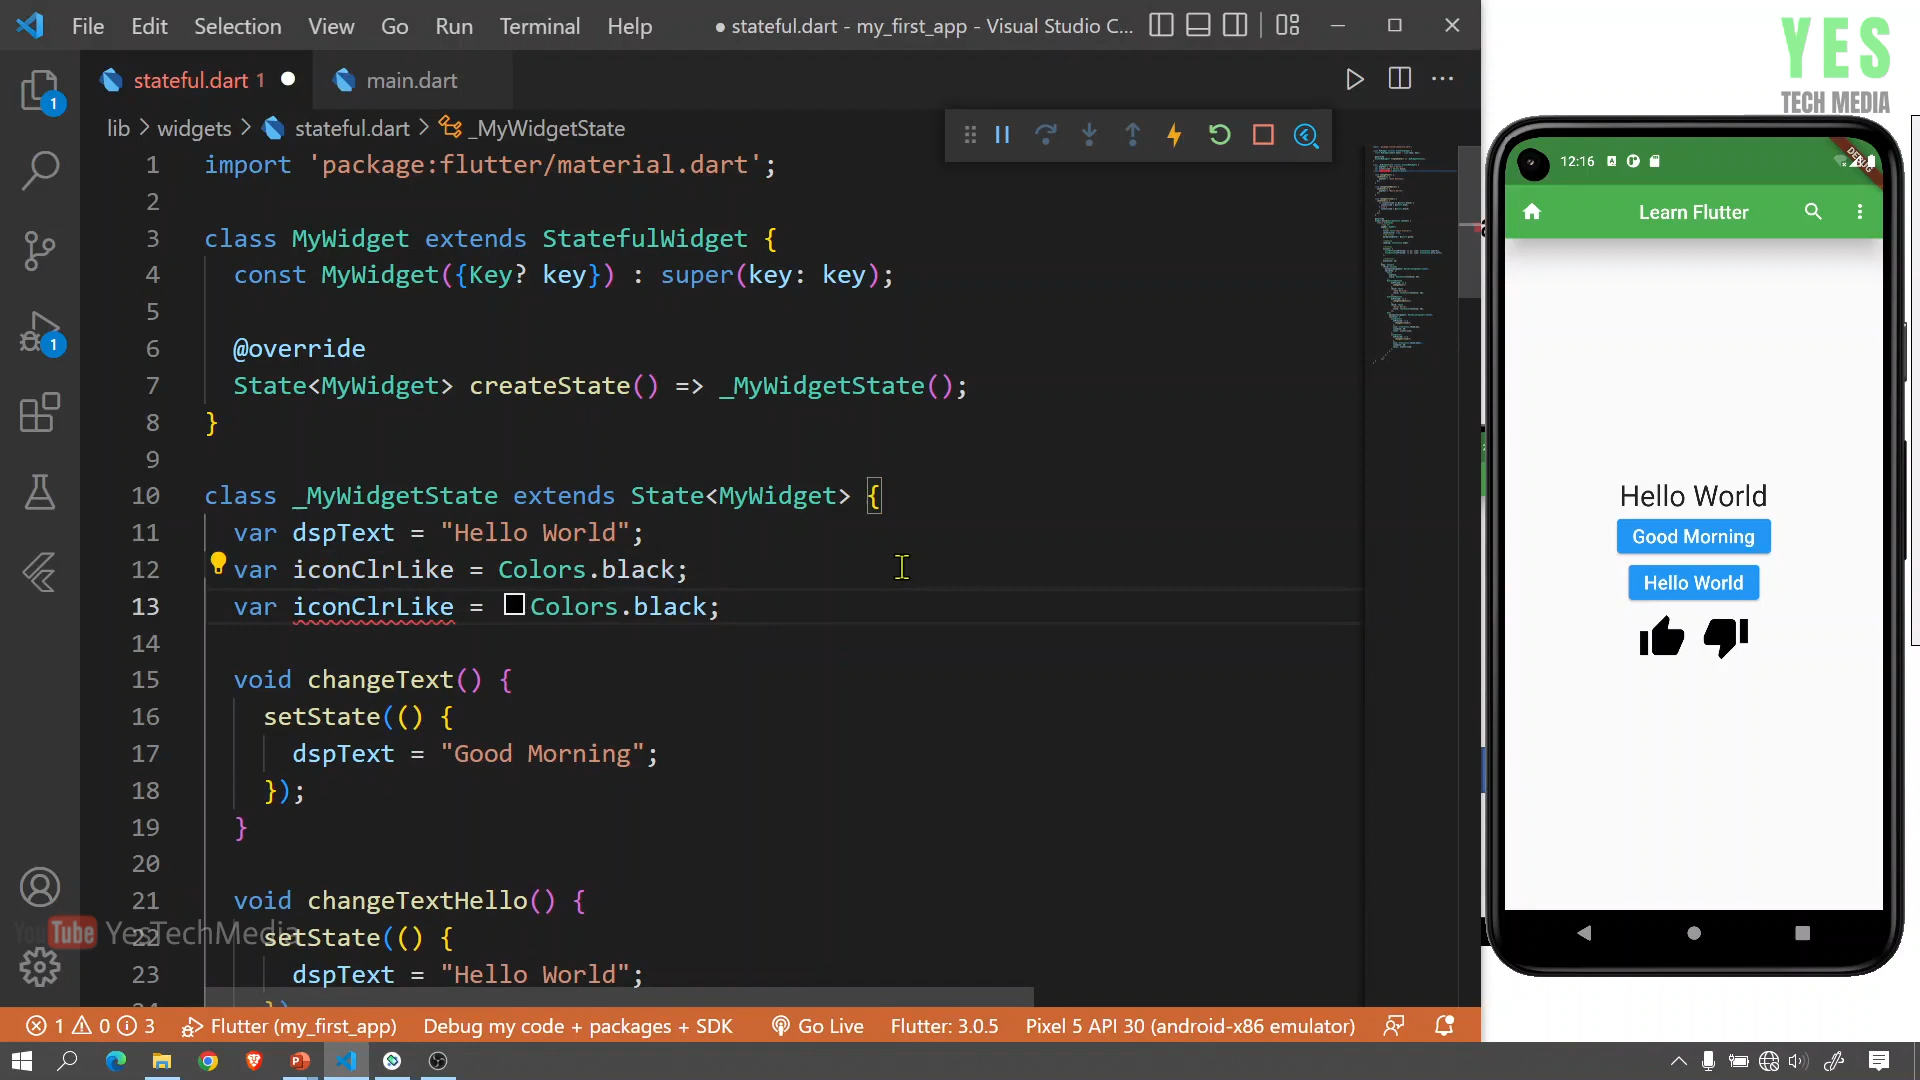 File Edit Selection View Go Run Terminal Help
● stateful.dart - my_first_app - Visual Studio C...
stateful.dart 1
main.dart
lib > widgets > stateful.dart > _MyWidgetState
1 import 'package:flutter/material.dart';
2
3 class MyWidget extends StatefulWidget {
4 const MyWidget({Key? key}) : super(key: key);
5
6 @override
7 State<MyWidget> createState() => _MyWidgetState();
8 }
9
10 class _MyWidgetState extends State<MyWidget> {
11 var dspText = "Hello World";
12 var iconClrLike = Colors.black;
13 var iconClrLike = Colors.black;
14
15 void changeText() {
16 setState(() {
17 dspText = "Good Morning";
18 });
19 }
20
21 void changeTextHello() {
22 setState(() {
23 dspText = "Hello World";
1
1
YouTube YesTechMedia
1 0 3 Flutter (my_first_app) Debug my code + packages + SDK Go Live Flutter: 3.0.5 Pixel 5 API 30 (android-x86 emulator)
YES
TECH MEDIA
12:16
DEBUG
Learn Flutter
Hello World
Good Morning
Hello World